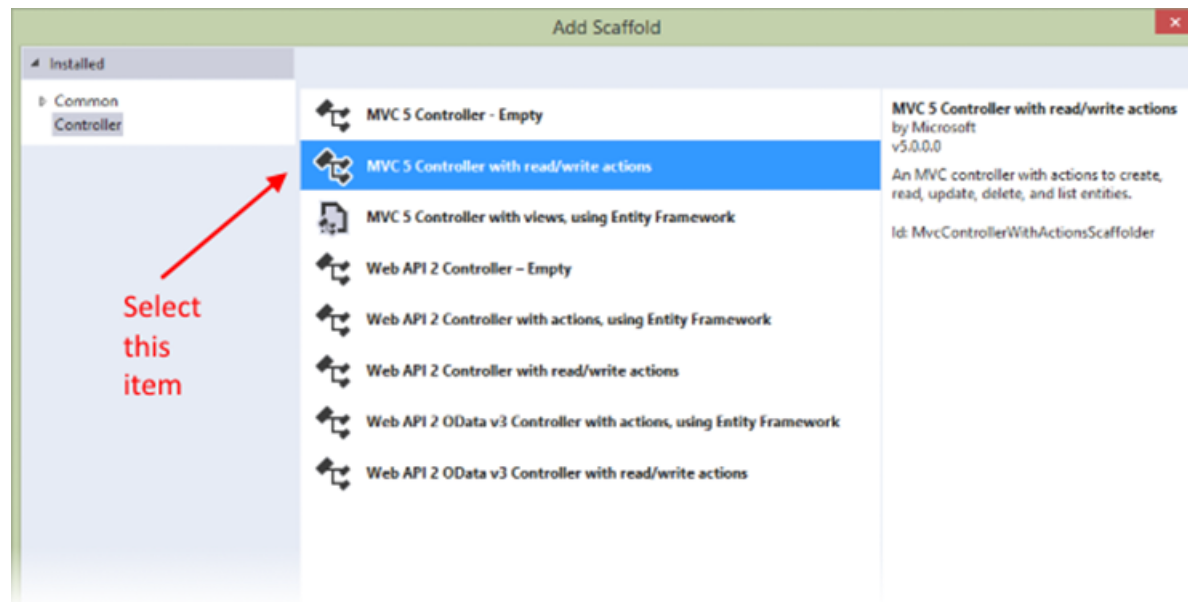 Add Scaffold
Installed
Common
Controller
MVC 5 Controller - Empty
MVC 5 Controller with read/write actions
MVC 5 Controller with views, using Entity Framework
Web API 2 Controller – Empty
Web API 2 Controller with actions, using Entity Framework
Web API 2 Controller with read/write actions
Web API 2 OData v3 Controller with actions, using Entity Framework
Web API 2 OData v3 Controller with read/write actions
MVC 5 Controller with read/write actions
by Microsoft
v5.0.0.0
An MVC controller with actions to create,
read, update, delete, and list entities.
Id: MvcControllerWithActionsScaffolder
Select
this
item